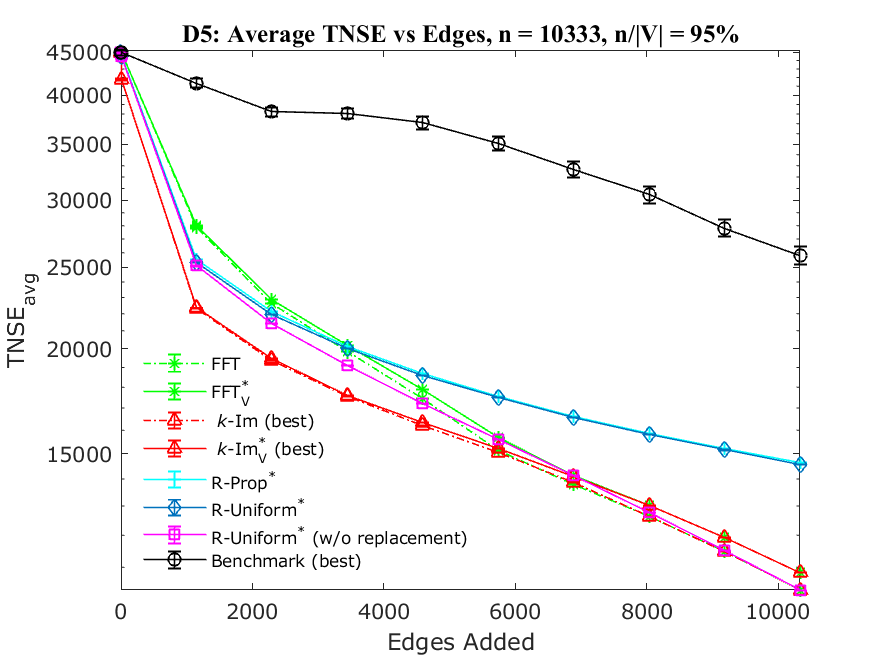 D5: Average TNSE vs Edges, n = 10333, n/|V| = 95%
45000
40000
35000
30000
25000
20000
15000
TNSE_avg
FFT
FFT*_V
k-Im (best)
k-Im*_V (best)
R-Prop*
R-Uniform*
R-Uniform* (w/o replacement)
Benchmark (best)
0 2000 4000 6000 8000 10000
Edges Added